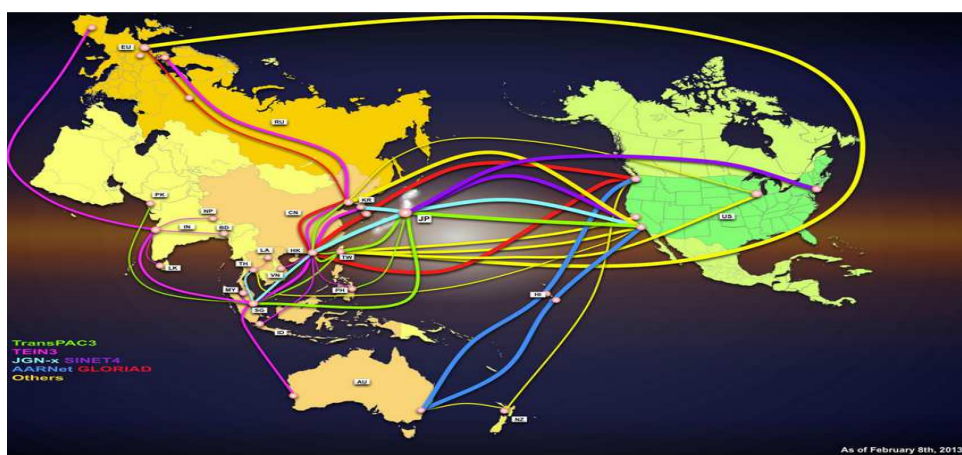 EU
RU
KR
PK
NP
CN
JP
US
IN
BD
LA
HK
TW
TH
VN
LK
MY
PH
HI
SG
ID
TransPAC3
TEIN3
JGN-x SINET4
AARNet GLORIAD
Others
AU
NZ
As of February 8th, 2013